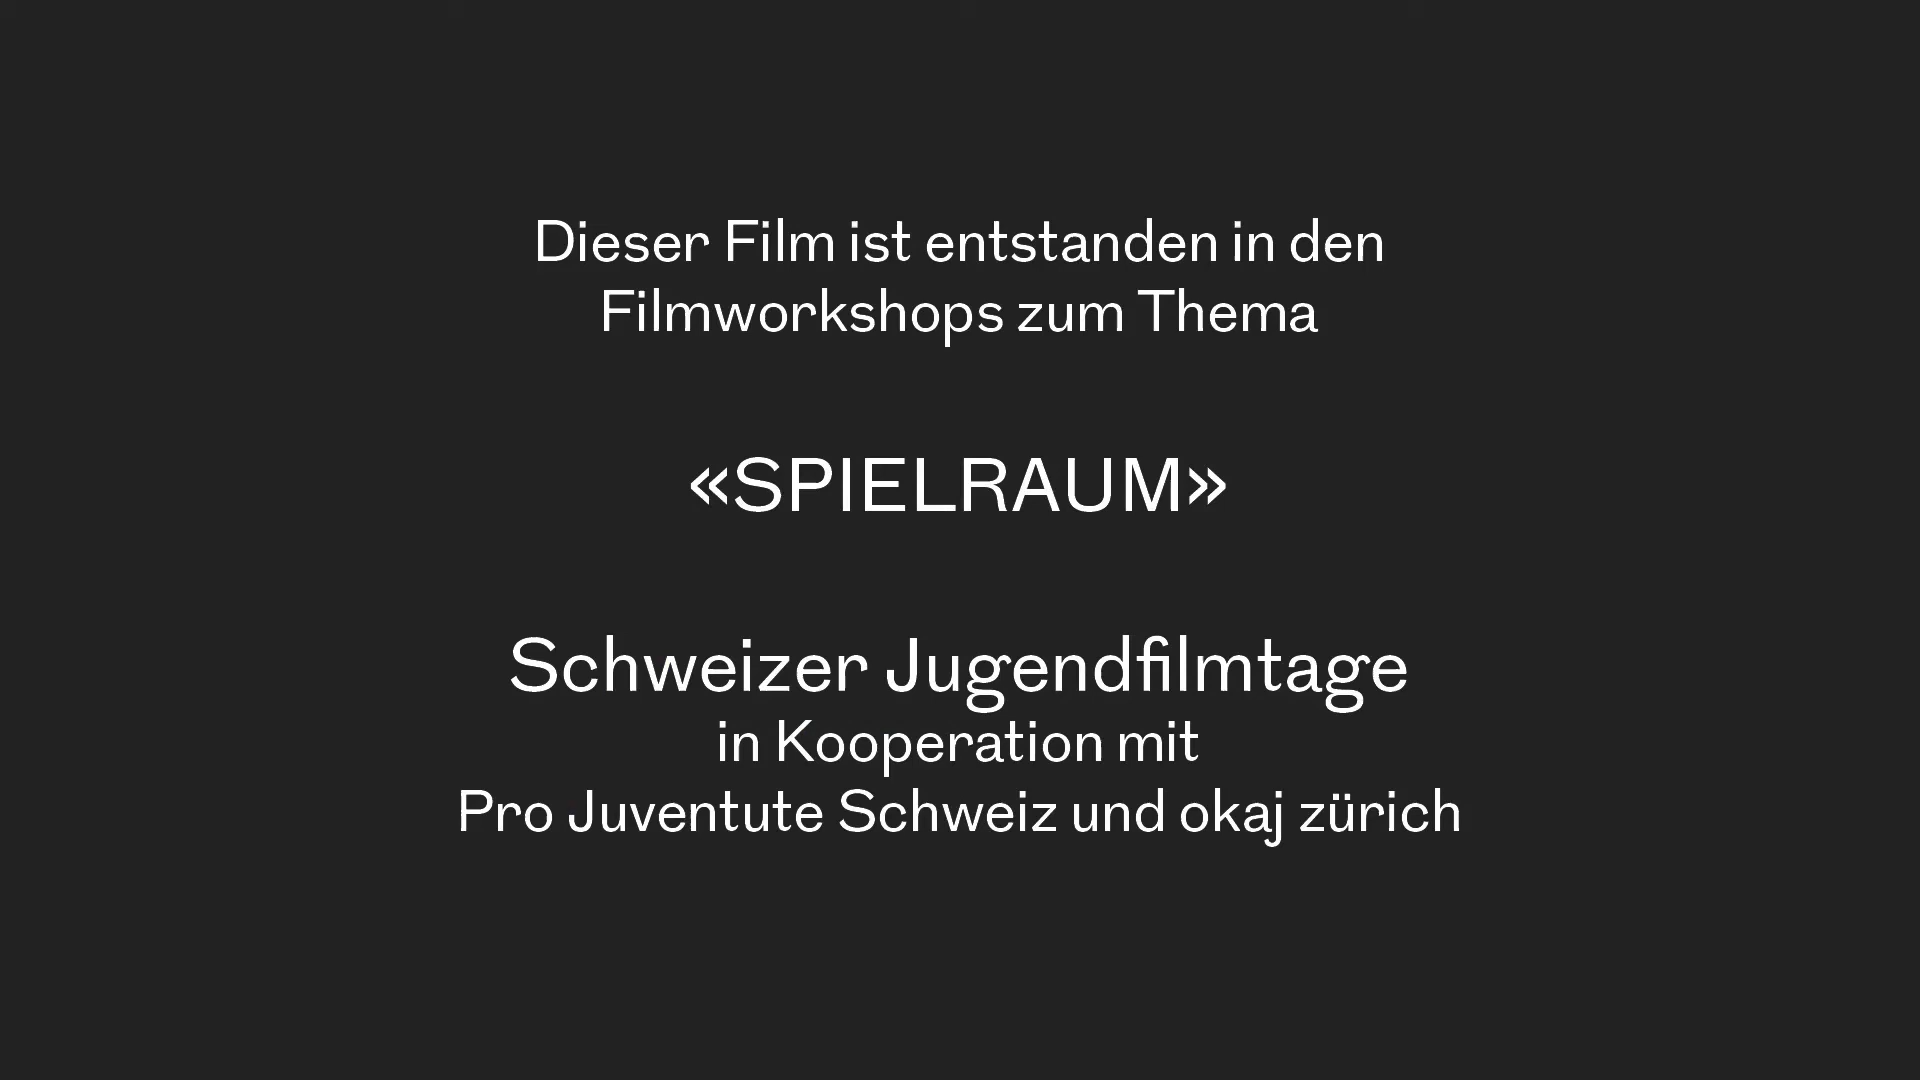 Dieser Film ist entstanden in den
Filmworkshops zum Thema
«SPIELRAUM»
Schweizer Jugendfilmtage
in Kooperation mit
Pro Juventute Schweiz und okaj zürich